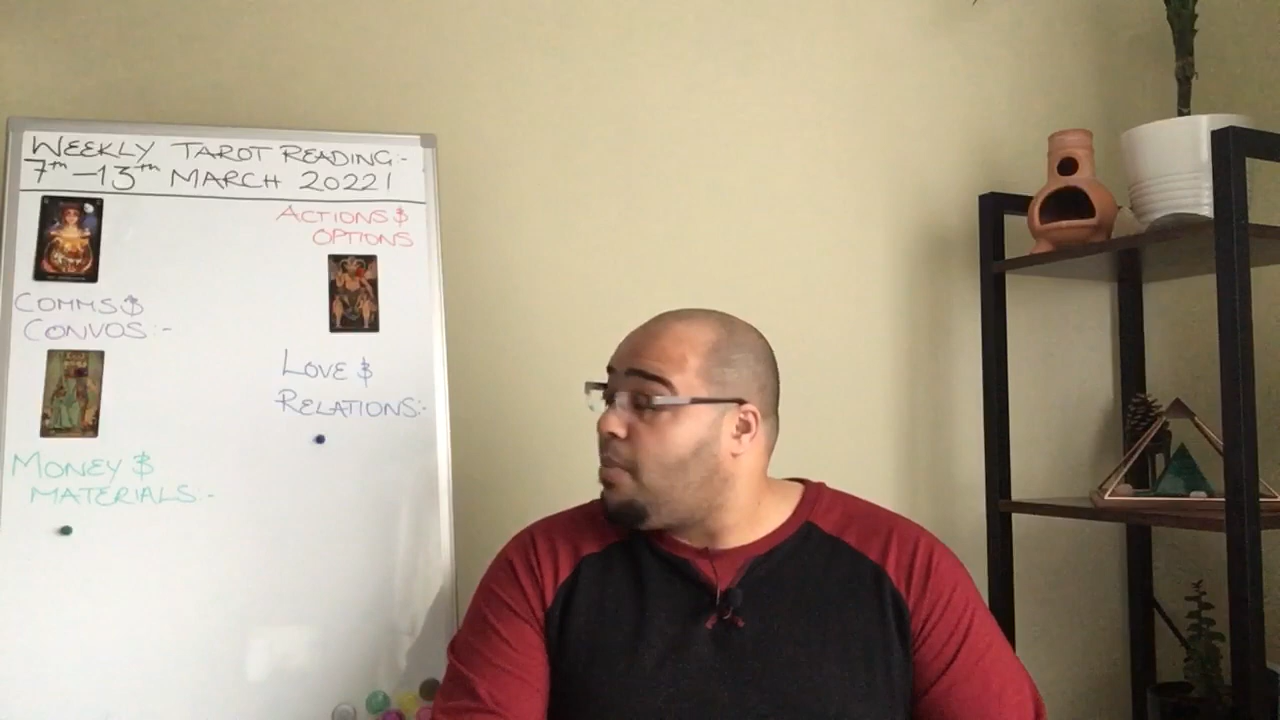 WEEKLY TAROT READING:-
7th-13th MARCH 2022!
ACTIONS &
OPTIONS
COMMS &
CONVOS:-
LOVE &
RELATIONS:-
MONEY &
MATERIALS:-